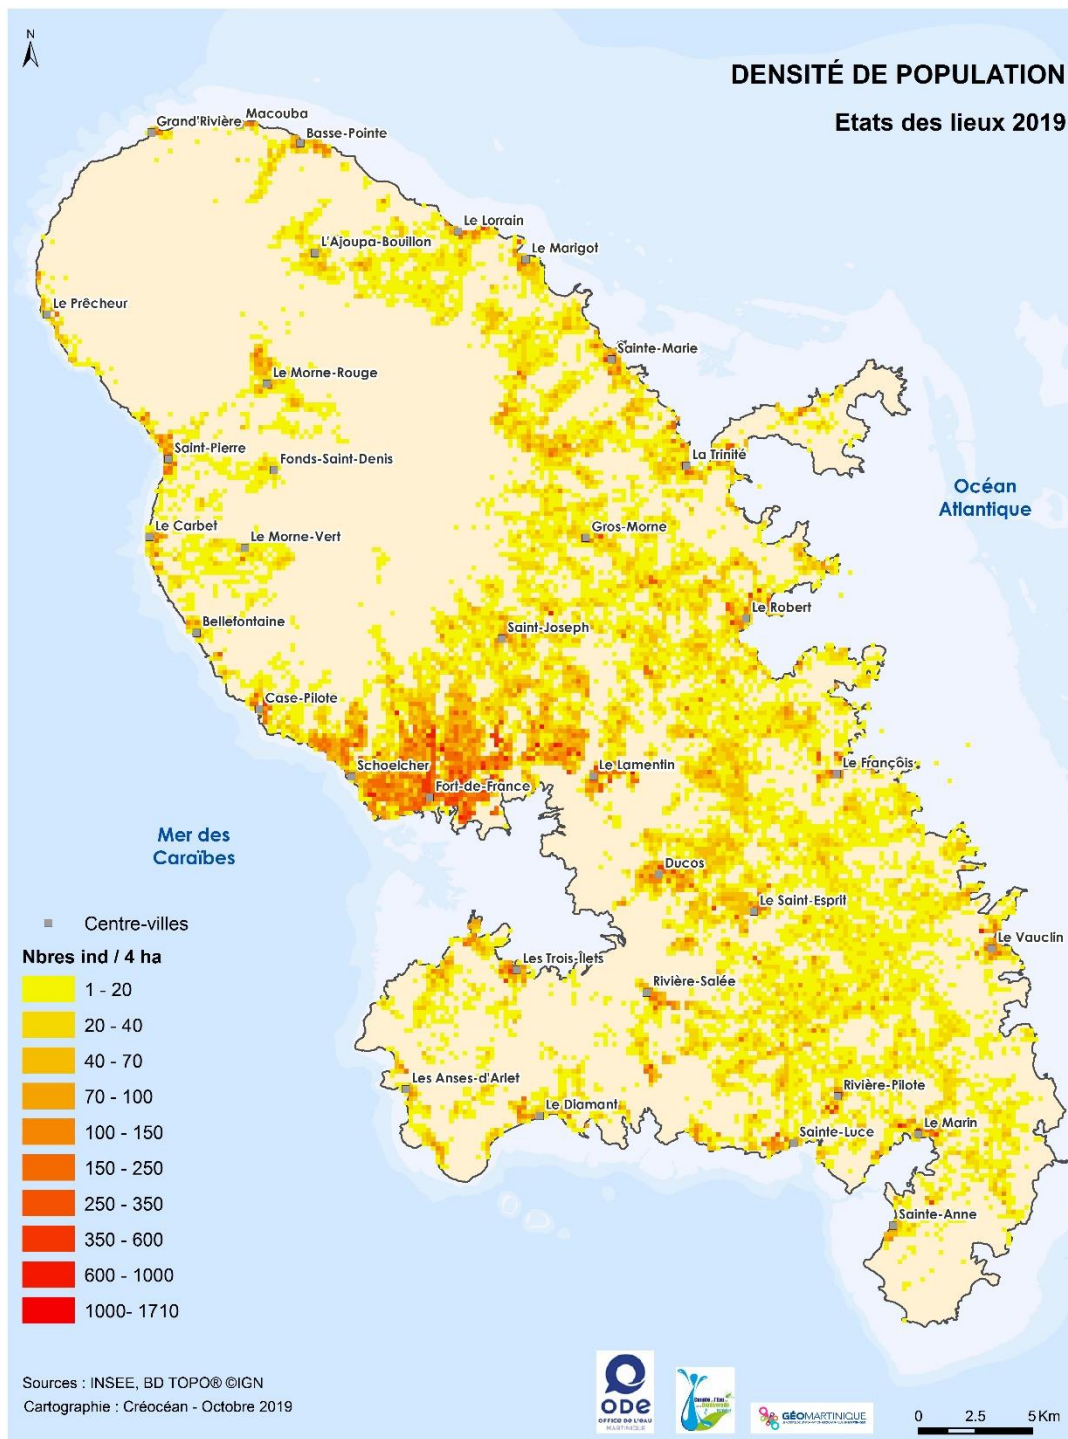 N
DENSITÉ DE POPULATION
Etats des lieux 2019
Grand'Rivière
Macouba
Basse-Pointe
Le Lorrain
L'Ajoupa-Bouillon
Le Marigot
Le Prêcheur
Sainte-Marie
Le Morne-Rouge
Saint-Pierre
Fonds-Saint-Denis
La Trinité
Océan
Atlantique
Le Carbet
Le Morne-Vert
Gros-Morne
Bellefontaine
Saint-Joseph
Le Robert
Case-Pilote
Schoelcher
Fort-de-France
Le Lamentin
Le François
Mer des
Caraïbes
Ducos
Le Saint-Esprit
Le Vauclin
Les Trois-Îlets
Rivière-Salée
Les Anses-d'Arlet
Le Diamant
Rivière-Pilote
Sainte-Luce
Le Marin
Sainte-Anne
Centre-villes
Nbres ind / 4 ha
1 - 20
20 - 40
40 - 70
70 - 100
100 - 150
150 - 250
250 - 350
350 - 600
600 - 1000
1000- 1710
Sources : INSEE, BD TOPO® ©IGN
Cartographie : Créocéan - Octobre 2019
ODE
OFFICE DE L'EAU
MARTINIQUE
GÉOMARTINIQUE
0 2.5 5 Km